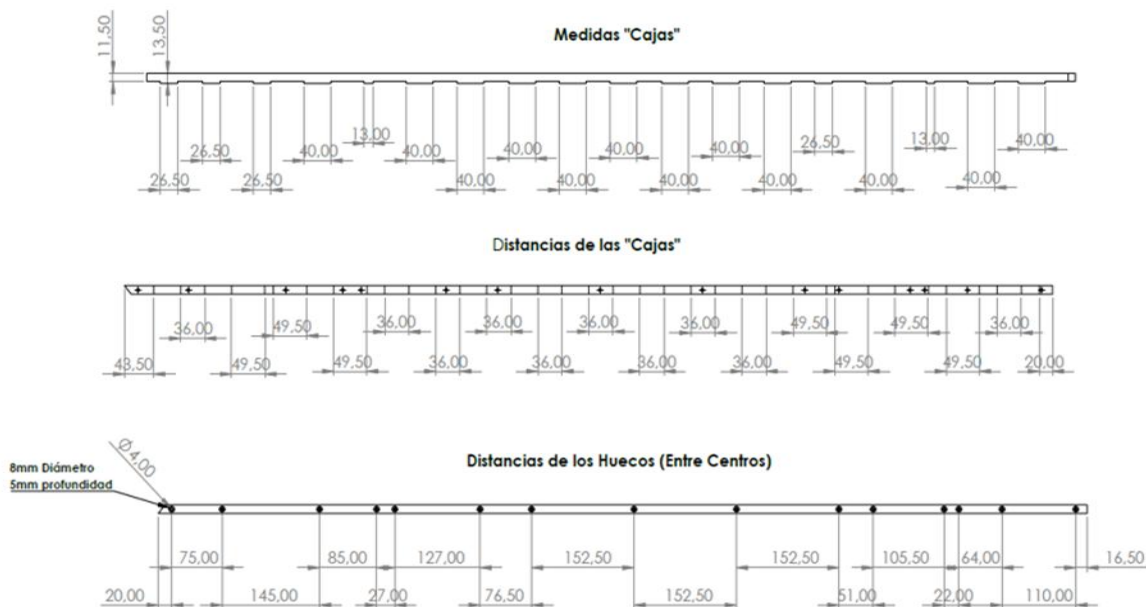 Medidas "Cajas"
11,50 13,50
13,00 26,50 13,00
26,50 40,00 40,00 40,00 40,00 40,00 40,00
26,50 26,50 40,00 40,00 40,00 40,00 40,00 40,00
Distancias de las "Cajas"
36,00 49,50 36,00 36,00 36,00 36,00 49,50 49,50 36,00
43,50 49,50 49,50 36,00 36,00 36,00 36,00 49,50 49,50 20,00
Distancias de los Huecos (Entre Centros)
Ø4,00
8mm Diámetro
5mm profundidad
75,00 85,00 127,00 152,50 152,50 105,50 64,00 16,50
20,00 145,00 27,00 76,50 152,50 51,00 22,00 110,00